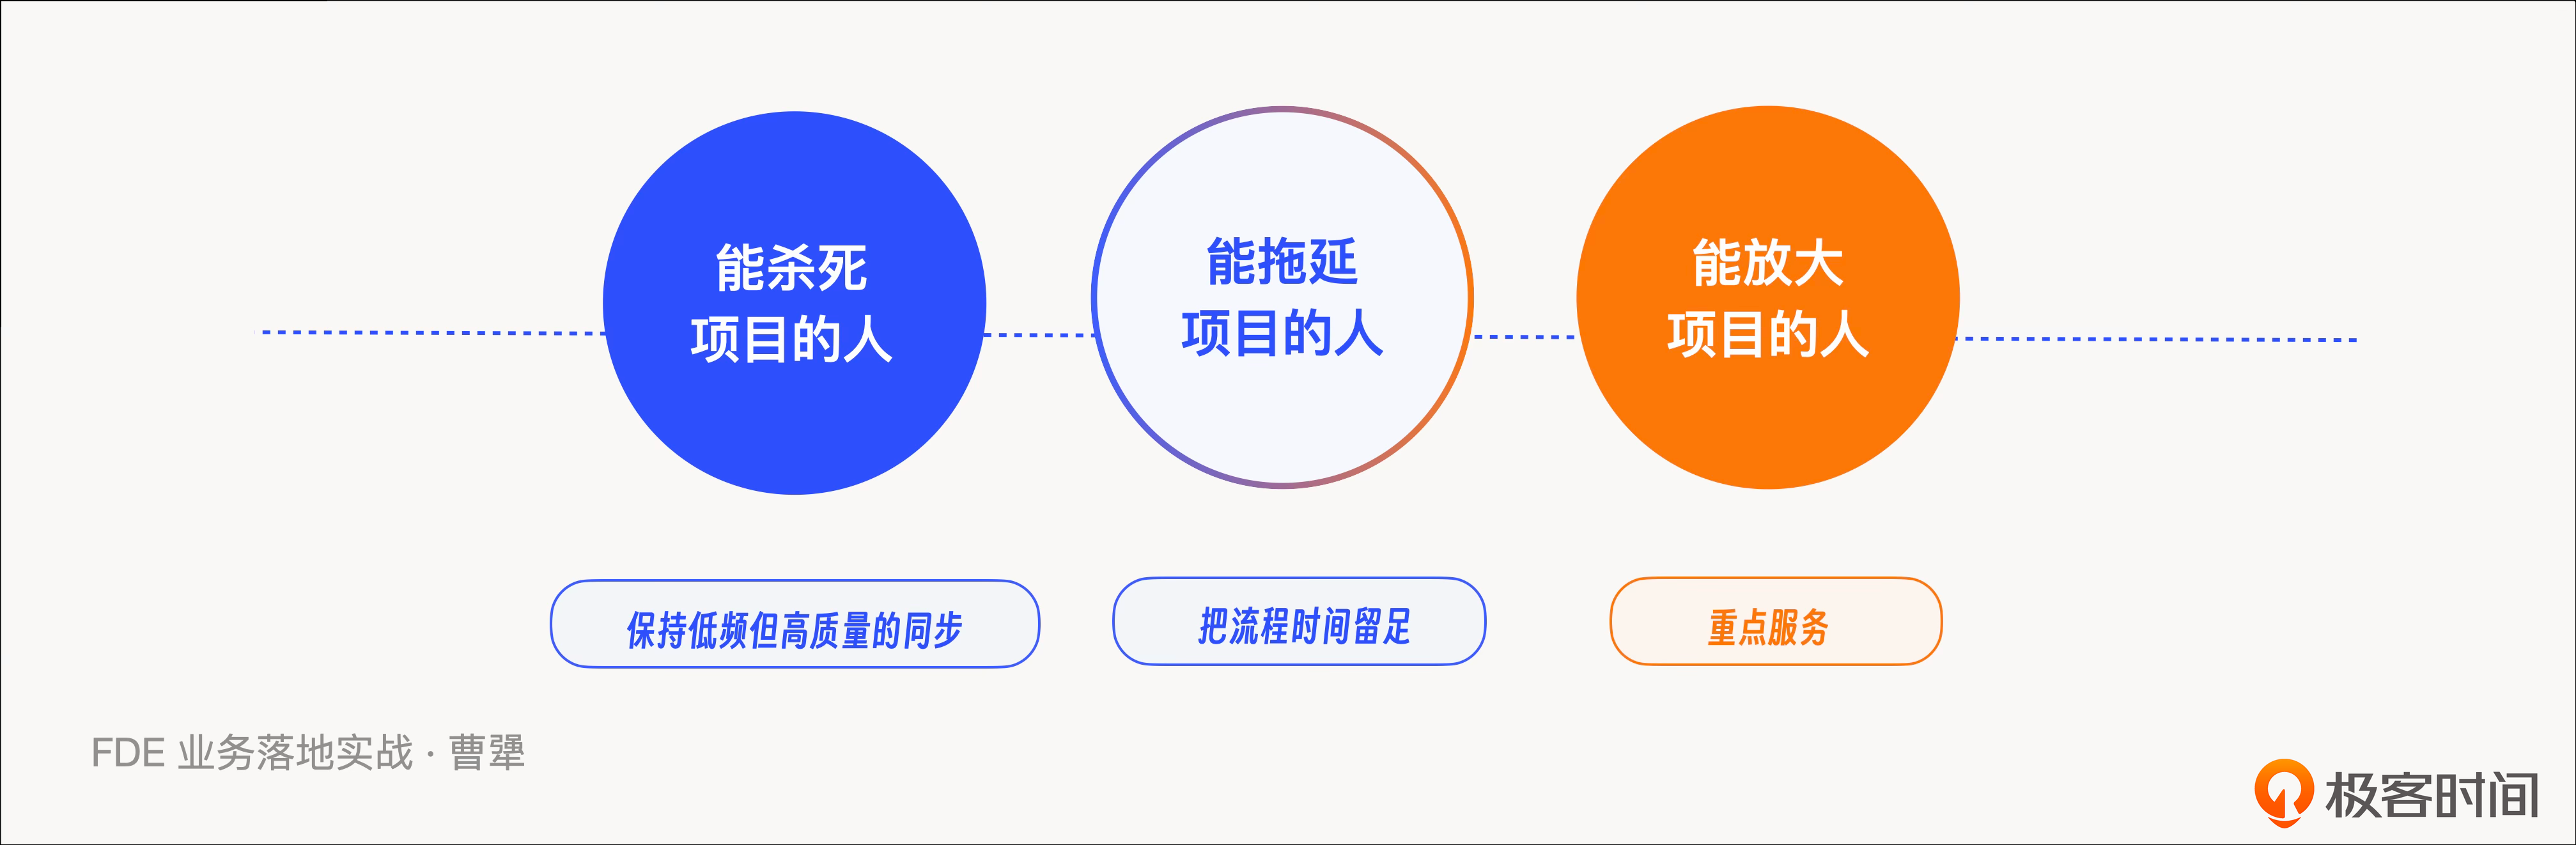 能杀死
项目的人
能拖延
项目的人
能放大
项目的人
保持低频但高质量的同步
把流程时间留足
重点服务
FDE 业务落地实战 · 曹犟
极客时间